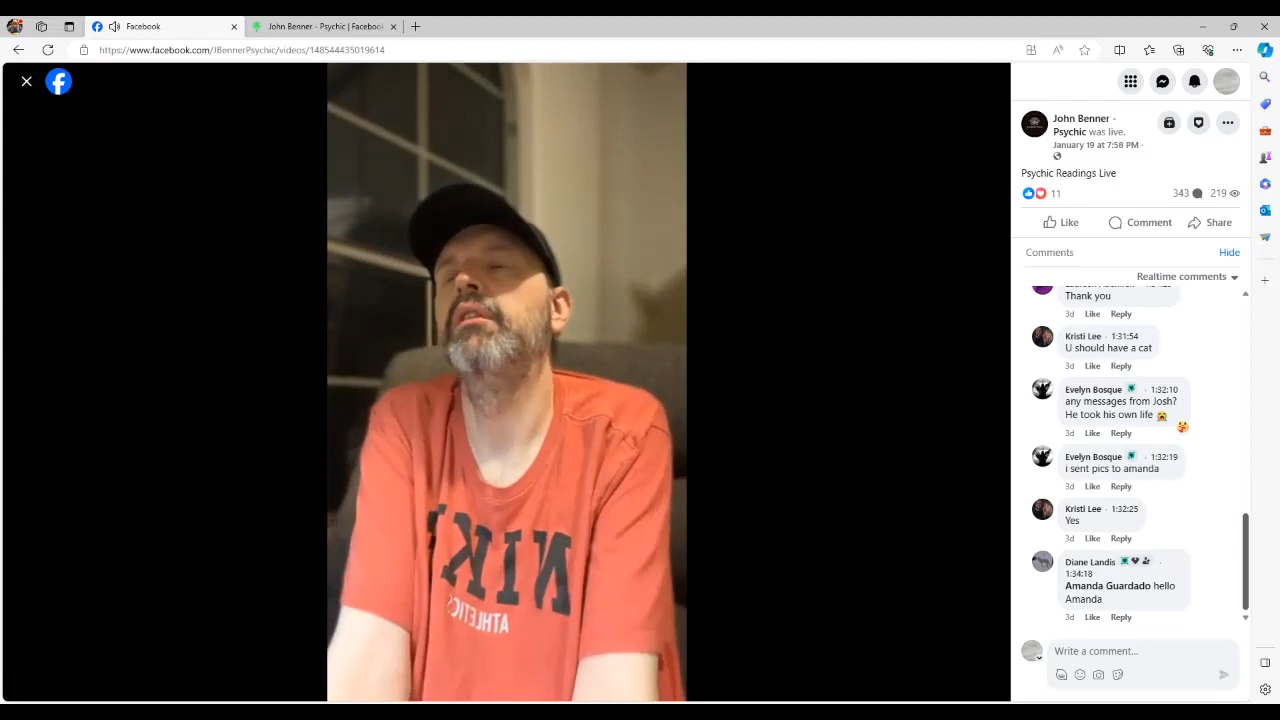 Facebook
John Benner - Psychic | Faceboo
https://www.facebook.com/JBennerPsychic/videos/148544435019614
John Benner -
Psychic was live.
January 19 at 7:58 PM ·
Psychic Readings Live
11
343
219
Like
Comment
Share
Comments
Hide
Realtime comments
Thank you
3d Like Reply
Kristi Lee · 1:31:54
U should have a cat
3d Like Reply
Evelyn Bosque · 1:32:10
any messages from Josh?
He took his own life
3d Like Reply
Evelyn Bosque · 1:32:19
i sent pics to amanda
3d Like Reply
Kristi Lee · 1:32:25
Yes
3d Like Reply
Diane Landis ·
1:34:18
Amanda Guardado hello
Amanda
3d Like Reply
Write a comment...
NIK
ATHLETICS